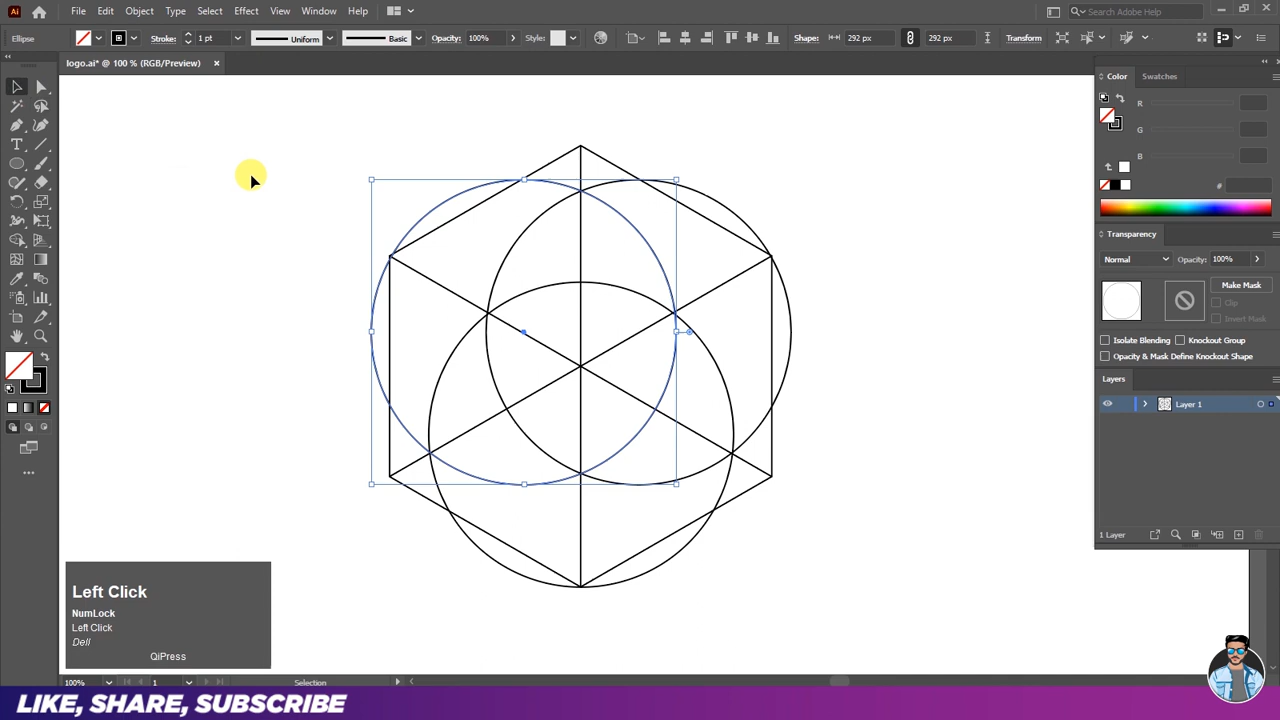 Ai File Edit Object Type Select Effect View Window Help Search Adobe Help
Ellipse Stroke: 1 pt Uniform Basic Opacity: 100% Style: Shape: 292 px 292 px Transform
logo.ai* @ 100 % (RGB/Preview)
Color Swatches
R
G
B
#
Transparency
Normal Opacity: 100%
Make Mask
Clip
Invert Mask
Isolate Blending Knockout Group
Opacity & Mask Define Knockout Shape
Layers
Layer 1
1 Layer
Left Click
NumLock
Left Click
Dell
QiPress
100% 1 Selection
LIKE, SHARE, SUBSCRIBE